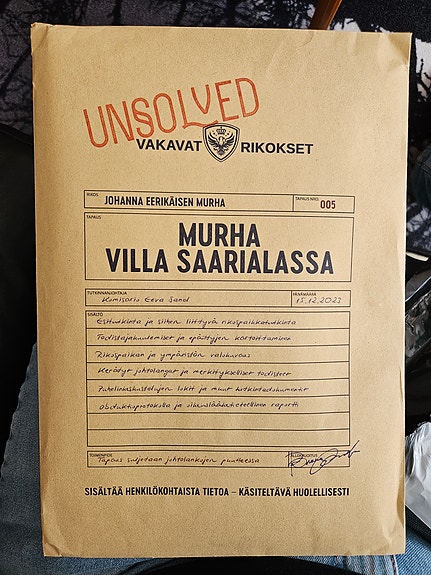 UNSOLVED
VAKAVAT RIKOKSET
RIKOS
JOHANNA EERIKÄISEN MURHA
TAPAUS NRO.
005
TAPAUS
MURHA
VILLA SAARIALASSA
TUTKINNANJOHTAJA
Komisario Eeva Sand
PÄIVÄMÄÄRÄ
15.12.2023
SISÄLTÖ
Esitutkinta ja siihen liittyvä rikospaikkatutkinta
Todistajakuulemiset ja epäiltyjen kartoittaminen
Rikospaikan ja ympäristön valokuvaus
Kerätyt johtolangat ja merkitykselliset todisteet
Puhelinkeskustelujen lokit ja muut tutkintadokumentit
Obduktioprotokolla ja oikeuslääketieteellinen raportti
TOIMENPIDE
Tapaus suljetaan johtolankojen puutteessa
ALLEKIRJOITUS
SISÄLTÄÄ HENKILÖKOHTAISTA TIETOA – KÄSITELTÄVÄ HUOLELLISESTI